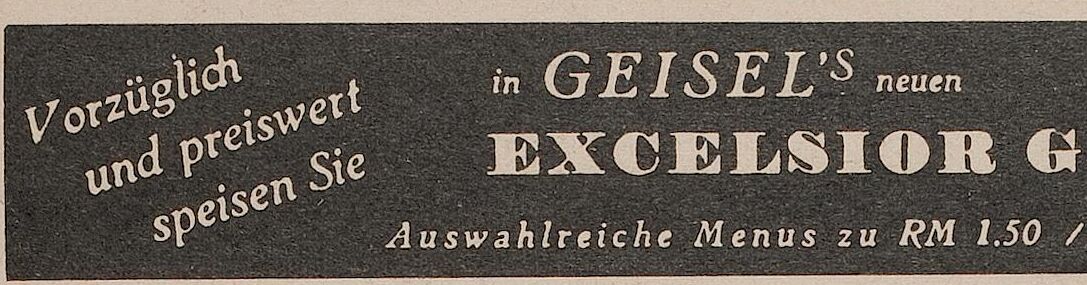 Vorzüglich
und preiswert
speisen Sie
in GEISEL'S neuen
EXCELSIOR G
Auswahlreiche Menus zu RM 1.50 /